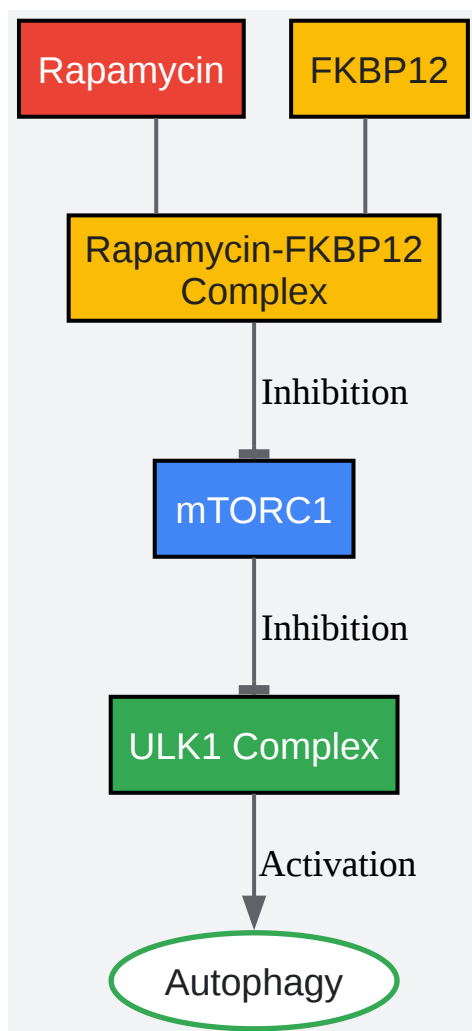 Rapamycin
FKBP12
Rapamycin-FKBP12
Complex
Inhibition
mTORC1
Inhibition
ULK1 Complex
Activation
Autophagy